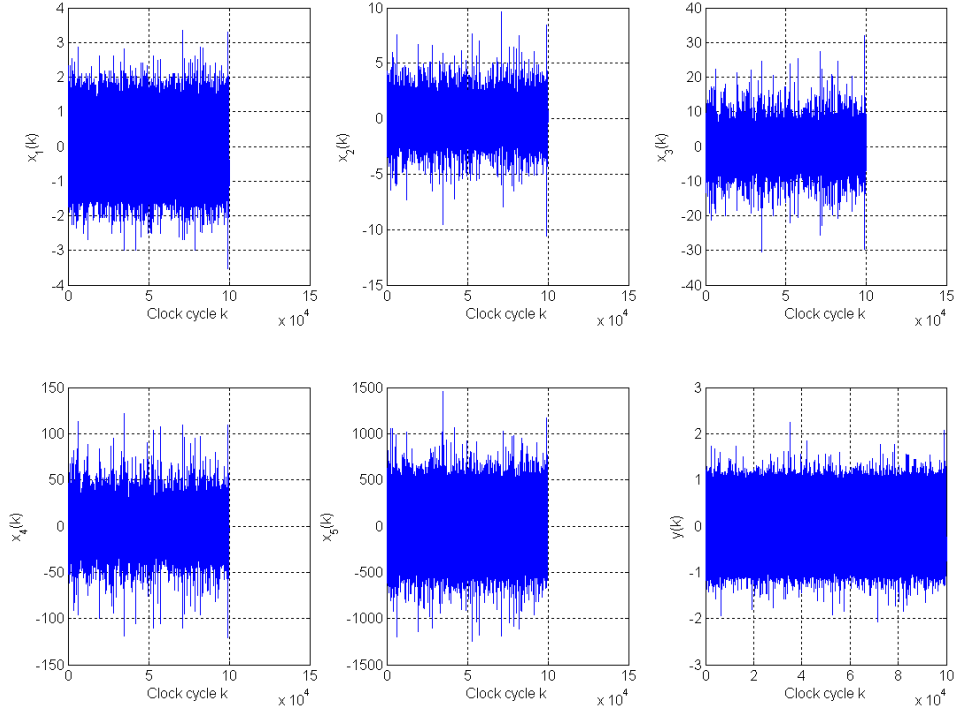 4
3
2
1
0
-1
-2
-3
-4
x1(k)
0 5 10 15
Clock cycle k
x 10^4
10
5
0
-5
-10
-15
x2(k)
0 5 10 15
Clock cycle k
x 10^4
40
30
20
10
0
-10
-20
-30
-40
x3(k)
0 5 10 15
Clock cycle k
x 10^4
150
100
50
0
-50
-100
-150
x4(k)
0 5 10 15
Clock cycle k
x 10^4
1500
1000
500
0
-500
-1000
-1500
x5(k)
0 5 10 15
Clock cycle k
x 10^4
3
2
1
0
-1
-2
-3
y(k)
0 2 4 6 8 10
Clock cycle k
x 10^4